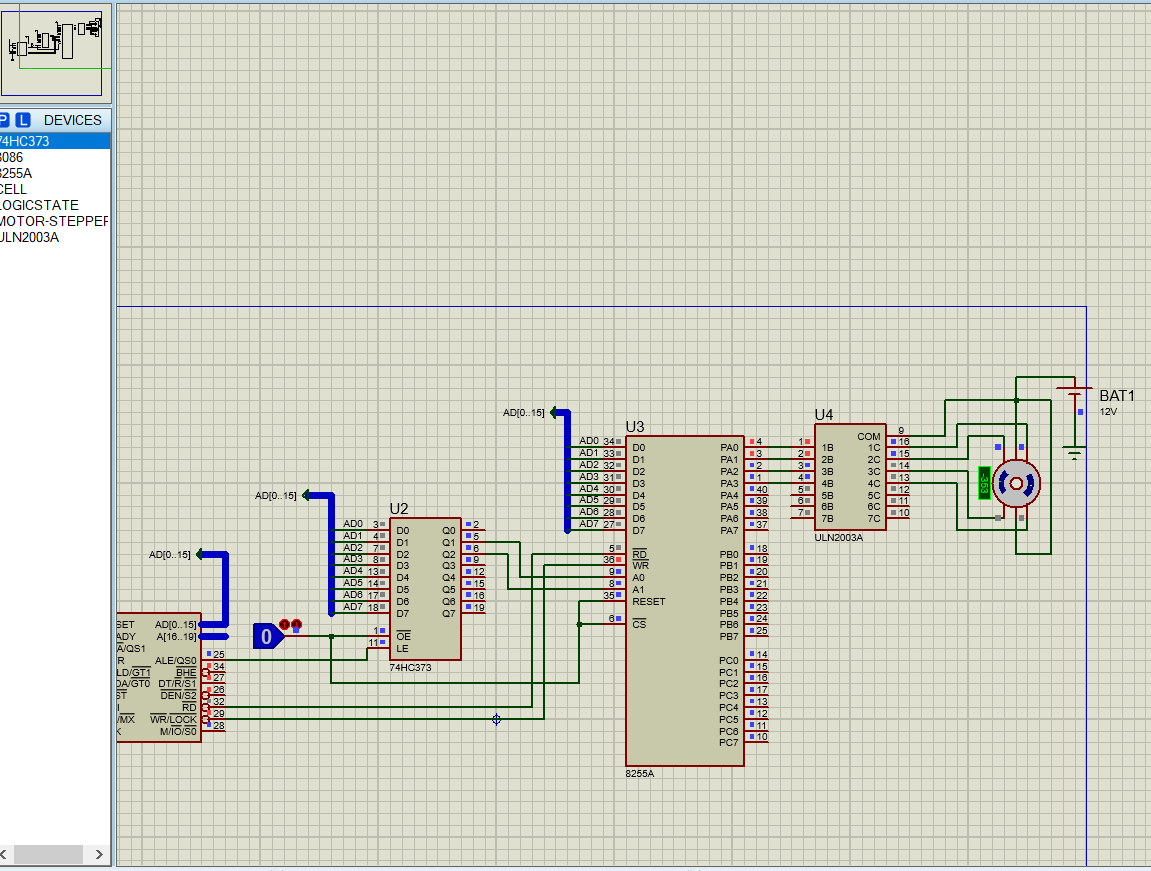 P L DEVICES
74HC373
8086
8255A
CELL
LOGICSTATE
MOTOR-STEPPER
ULN2003A
BAT1
12V
U4
COM 9
1 1B 1C 16
2 2B 2C 15
3 3B 3C 14
4 4B 4C 13
5 5B 5C 12
6 6B 6C 11
7 7B 7C 10
ULN2003A
AD[0..15]
U3
AD0 34 D0 PA0 4
AD1 33 D1 PA1 3
AD2 32 D2 PA2 2
AD3 31 D3 PA3 1
AD4 30 D4 PA4 40
AD5 29 D5 PA5 39
AD6 28 D6 PA6 38
AD7 27 D7 PA7 37
5 RD PB0 18
36 WR PB1 19
9 A0 PB2 20
8 A1 PB3 21
35 RESET PB4 22
PB5 23
6 CS PB6 24
PB7 25
PC0 14
PC1 15
PC2 16
PC3 17
PC4 13
PC5 12
PC6 11
PC7 10
8255A
AD[0..15]
U2
AD0 3 D0 Q0 2
AD1 4 D1 Q1 5
AD2 7 D2 Q2 6
AD3 8 D3 Q3 9
AD4 13 D4 Q4 12
AD5 14 D5 Q5 15
AD6 17 D6 Q6 16
AD7 18 D7 Q7 19
1 OE
11 LE
74HC373
0
AD[0..15]
SET AD[0..15]
ADY A[16..19]
A/QS1
R ALE/QS0 25
LD/GT1 BHE 34
DA/GT0 DT/R/S1 27
ST DEN/S2 26
RD 32
/MX WR/LOCK 29
K M/IO/S0 28